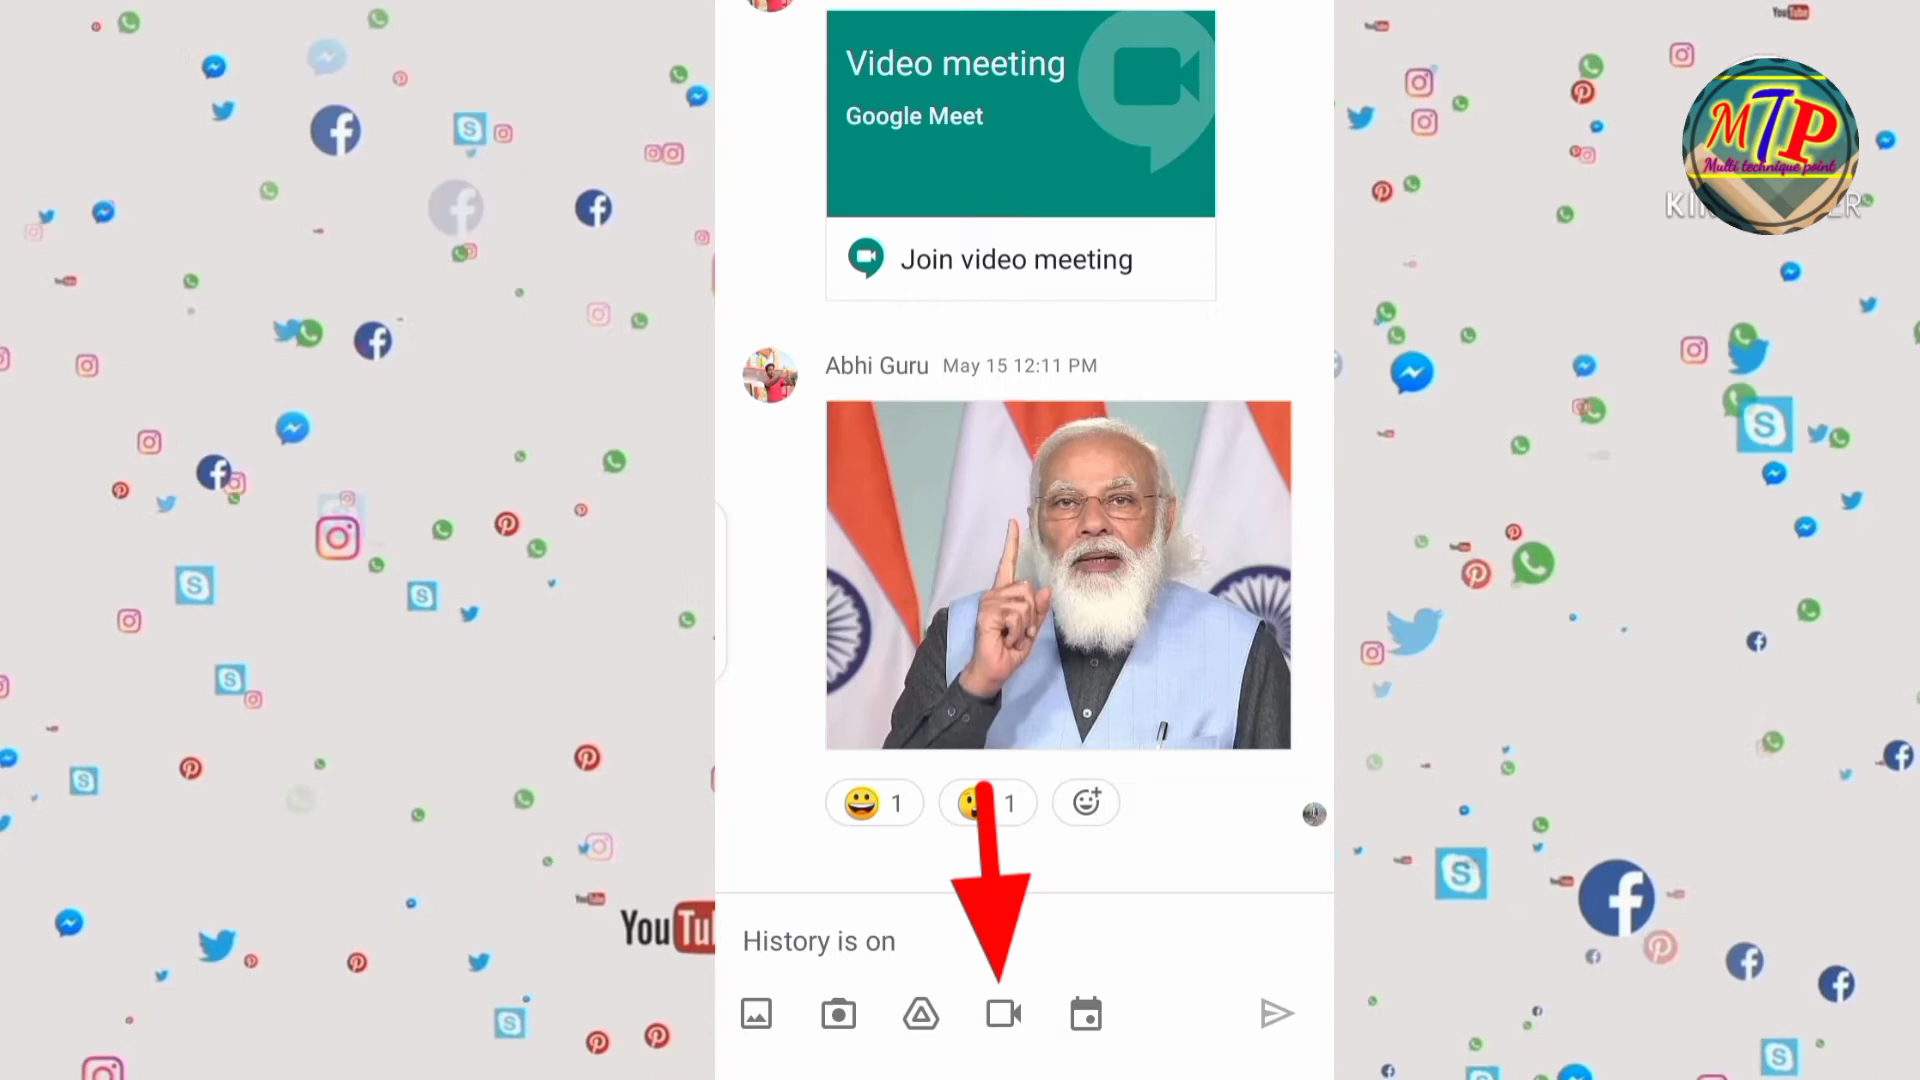 Video meeting
Google Meet
Join video meeting
Abhi Guru May 15 12:11 PM
1
1
History is on
MTP
Multi technique point
YouTube
You